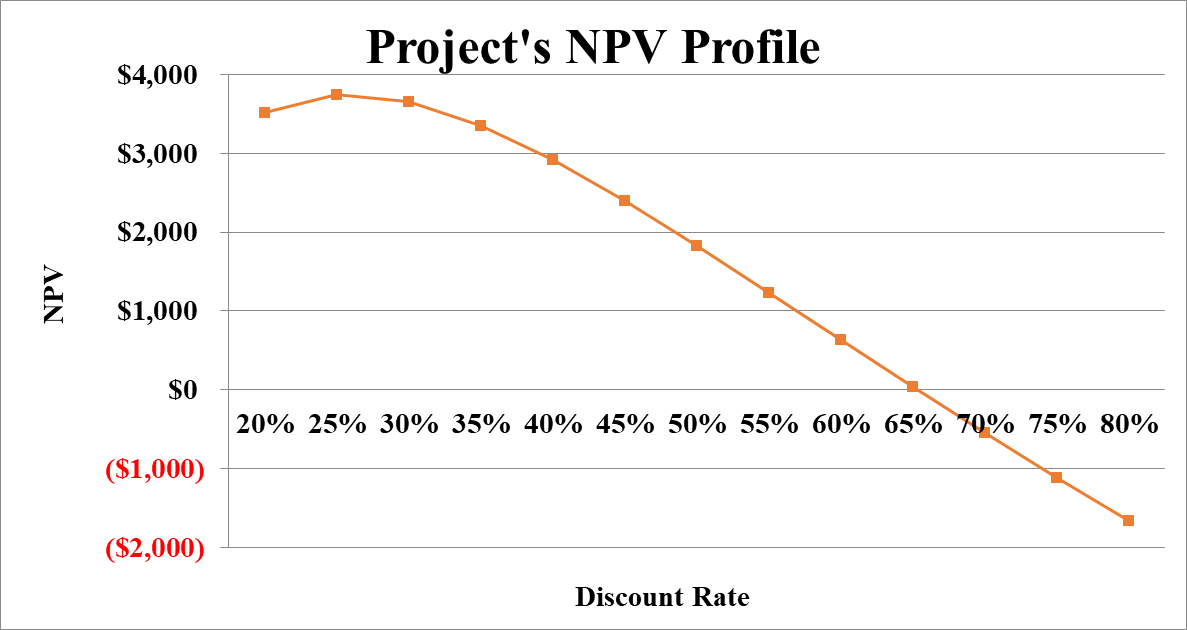 Project's NPV Profile
$4,000
$3,000
$2,000
$1,000
$0
($1,000)
($2,000)
NPV
20% 25% 30% 35% 40% 45% 50% 55% 60% 65% 70% 75% 80%
Discount Rate